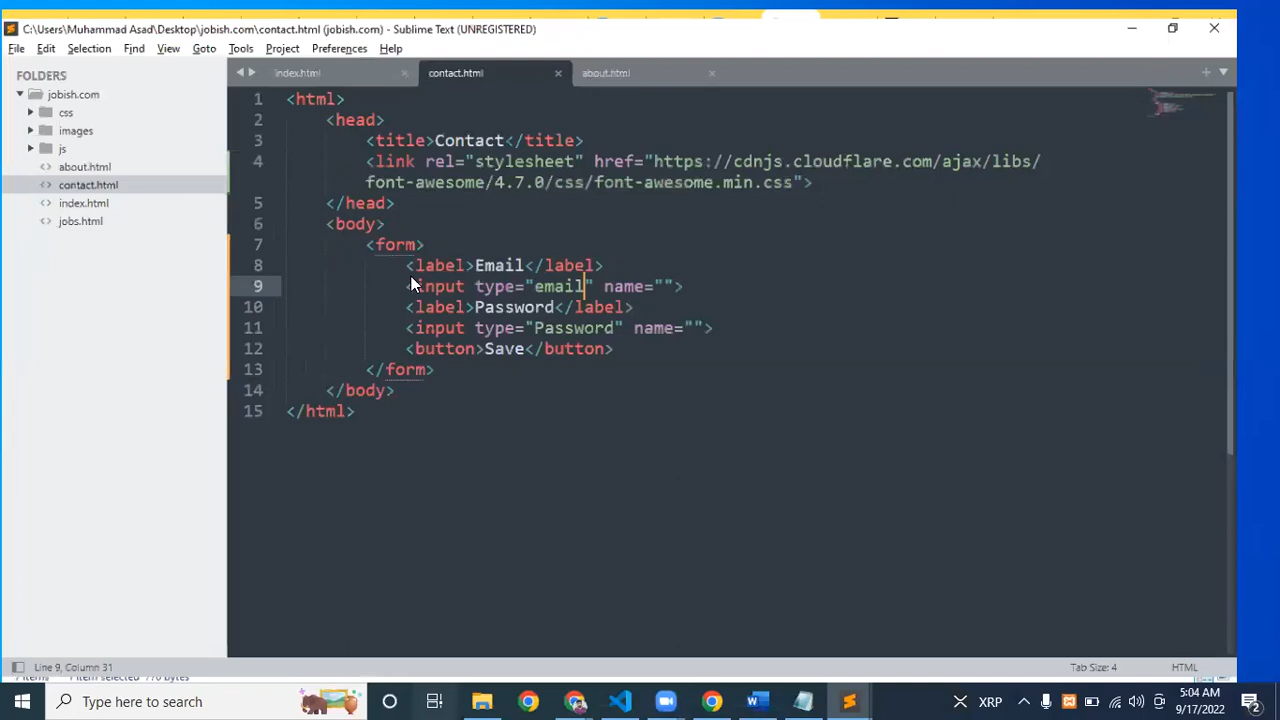 C:\Users\Muhammad Asad\Desktop\jobish.com\contact.html (jobish.com) - Sublime Text (UNREGISTERED)
File Edit Selection Find View Goto Tools Project Preferences Help
FOLDERS
jobish.com
css
images
js
about.html
contact.html
index.html
jobs.html
index.html contact.html about.html
1 <html>
2 <head>
3 <title>Contact</title>
4 <link rel="stylesheet" href="https://cdnjs.cloudflare.com/ajax/libs/
font-awesome/4.7.0/css/font-awesome.min.css">
5 </head>
6 <body>
7 <form>
8 <label>Email</label>
9 <input type="email" name="">
10 <label>Password</label>
11 <input type="Password" name="">
12 <button>Save</button>
13 </form>
14 </body>
15 </html>
Line 9, Column 31
Tab Size: 4 HTML
Type here to search
XRP
5:04 AM
9/17/2022
2